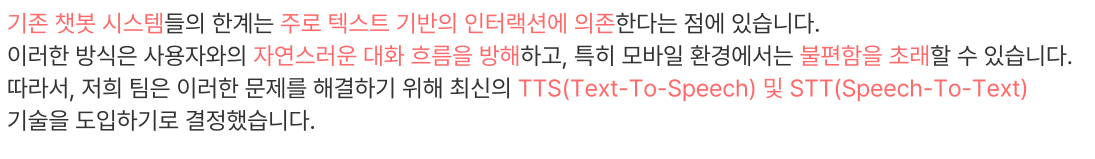 기존 챗봇 시스템들의 한계는 주로 텍스트 기반의 인터랙션에 의존한다는 점에 있습니다.
이러한 방식은 사용자와의 자연스러운 대화 흐름을 방해하고, 특히 모바일 환경에서는 불편함을 초래할 수 있습니다.
따라서, 저희 팀은 이러한 문제를 해결하기 위해 최신의 TTS(Text-To-Speech) 및 STT(Speech-To-Text)
기술을 도입하기로 결정했습니다.